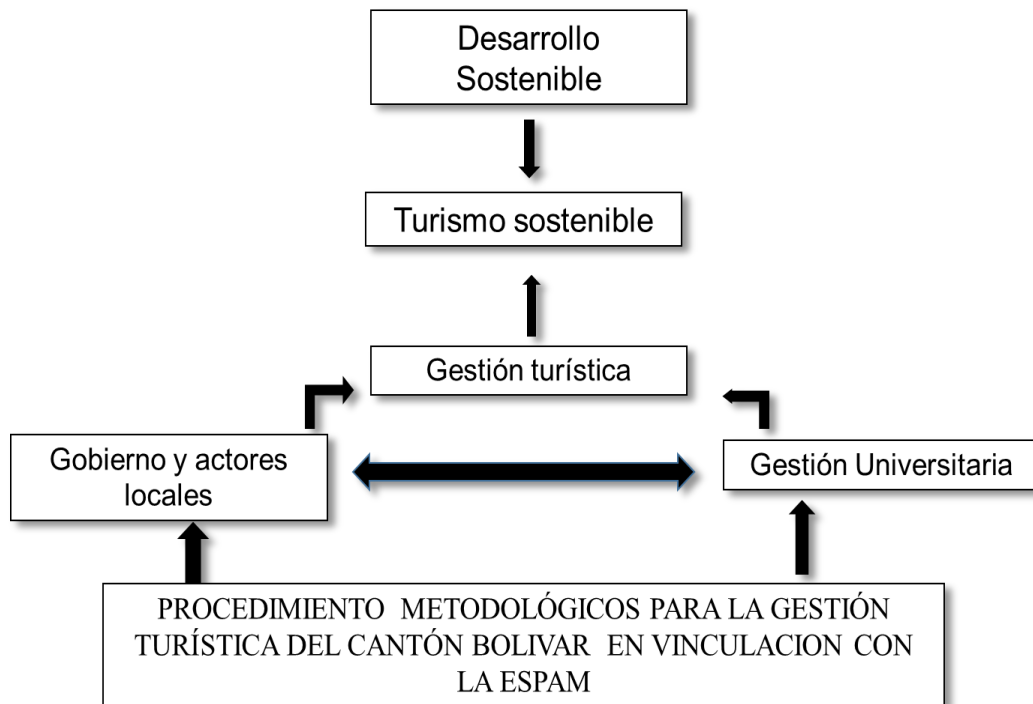 Desarrollo
Sostenible
Turismo sostenible
Gestión turística
Gobierno y actores
locales
Gestión Universitaria
PROCEDIMIENTO METODOLÓGICOS PARA LA GESTIÓN
TURÍSTICA DEL CANTÓN BOLIVAR EN VINCULACION CON
LA ESPAM